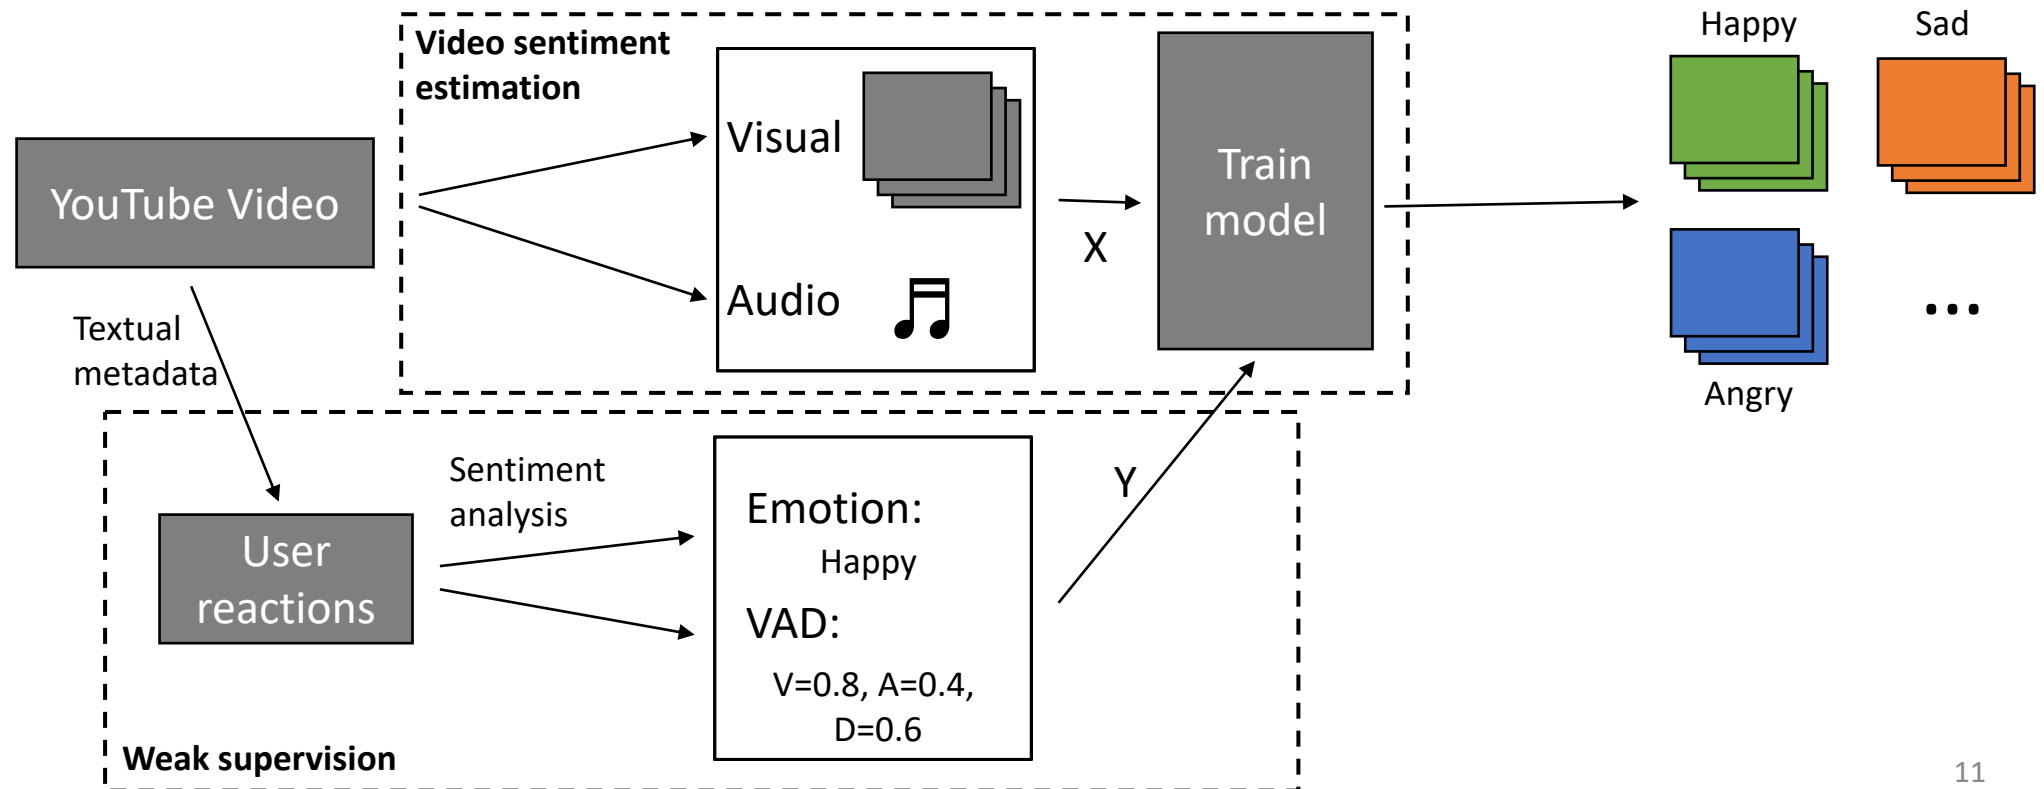 Video sentiment
estimation
YouTube Video
Visual
Audio
X
Train
model
Happy
Sad
Angry
...
Textual
metadata
User
reactions
Sentiment
analysis
Emotion:
Happy
VAD:
V=0.8, A=0.4,
D=0.6
Y
Weak supervision
11